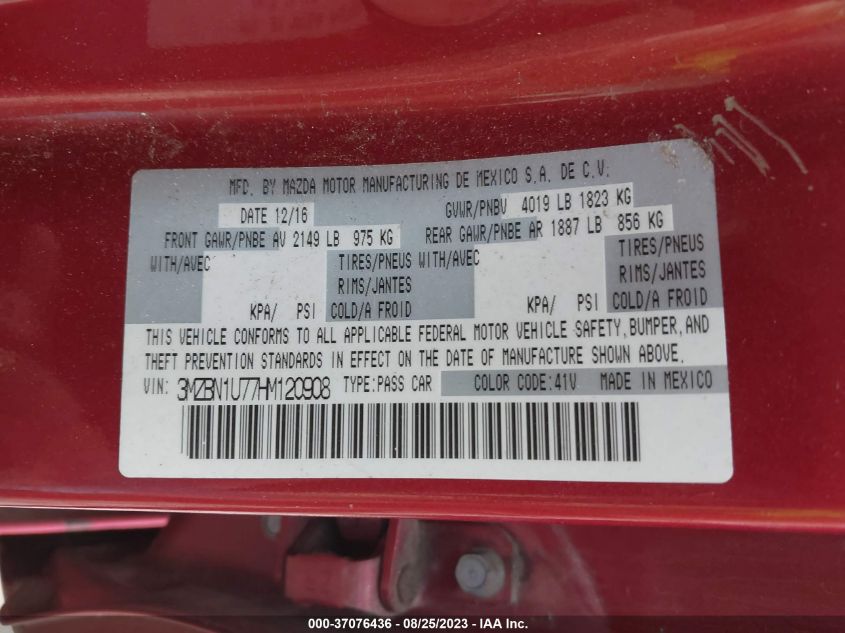 MFD. BY MAZDA MOTOR MANUFACTURING DE MEXICO S.A. DE C.V.
DATE 12/16 GVWR/PNBV 4019 LB 1823 KG
FRONT GAWR/PNBE AV 2149 LB 975 KG REAR GAWR/PNBE AR 1887 LB 856 KG
WITH/AVEC TIRES/PNEUS WITH/AVEC TIRES/PNEUS
RIMS/JANTES RIMS/JANTES
KPA/ PSI COLD/A FROID KPA/ PSI COLD/A FROID
THIS VEHICLE CONFORMS TO ALL APPLICABLE FEDERAL MOTOR VEHICLE SAFETY,BUMPER,AND
THEFT PREVENTION STANDARDS IN EFFECT ON THE DATE OF MANUFACTURE SHOWN ABOVE.
VIN: 3MZBN1U77HM120908 TYPE:PASS CAR COLOR CODE:41V MADE IN MEXICO
000-37076436 - 08/25/2023 - IAA Inc.